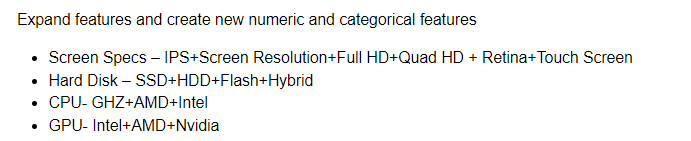 Expand features and create new numeric and categorical features
• Screen Specs – IPS+Screen Resolution+Full HD+Quad HD + Retina+Touch Screen
• Hard Disk – SSD+HDD+Flash+Hybrid
• CPU- GHZ+AMD+Intel
• GPU- Intel+AMD+Nvidia